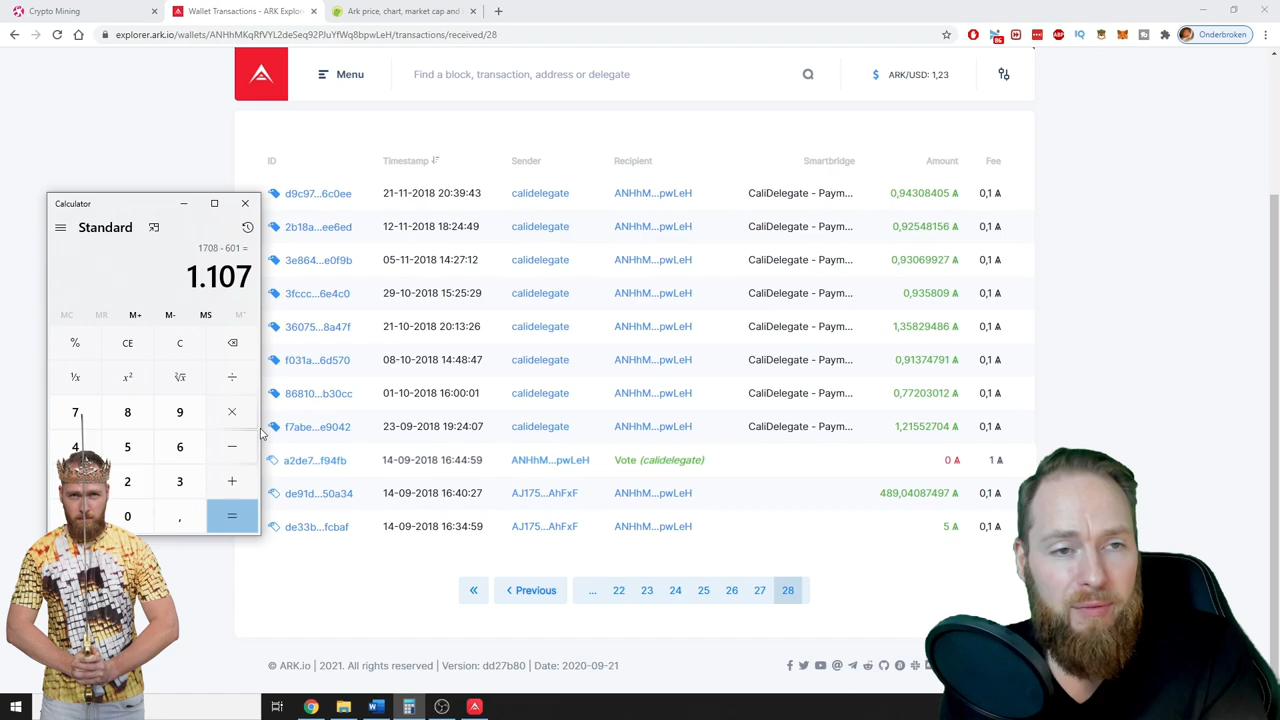 Crypto Mining
Wallet Transactions - ARK Explor
Ark price, chart, market cap and
explorer.ark.io/wallets/ANHhMKqRfVYL2deSeq92PJuYfWq8bpwLeH/transactions/received/28
86
ABP
IQ
Onderbroken
Menu
Find a block, transaction, address or delegate
$ ARK/USD: 1,23
ID Timestamp Sender Recipient Smartbridge Amount Fee
d9c97...6c0ee 21-11-2018 20:39:43 calidelegate ANHhM...pwLeH CaliDelegate - Paym... 0,94308405 Ѧ 0,1 Ѧ
2b18a...ee6ed 12-11-2018 18:24:49 calidelegate ANHhM...pwLeH CaliDelegate - Paym... 0,92548156 Ѧ 0,1 Ѧ
3e864...e0f9b 05-11-2018 14:27:12 calidelegate ANHhM...pwLeH CaliDelegate - Paym... 0,93069927 Ѧ 0,1 Ѧ
3fccc...6e4c0 29-10-2018 15:25:29 calidelegate ANHhM...pwLeH CaliDelegate - Paym... 0,935809 Ѧ 0,1 Ѧ
36075...8a47f 21-10-2018 20:13:26 calidelegate ANHhM...pwLeH CaliDelegate - Paym... 1,35829486 Ѧ 0,1 Ѧ
f031a...6d570 08-10-2018 14:48:47 calidelegate ANHhM...pwLeH CaliDelegate - Paym... 0,91374791 Ѧ 0,1 Ѧ
86810...b30cc 01-10-2018 16:00:01 calidelegate ANHhM...pwLeH CaliDelegate - Paym... 0,77203012 Ѧ 0,1 Ѧ
f7abe...e9042 23-09-2018 19:24:07 calidelegate ANHhM...pwLeH CaliDelegate - Paym... 1,21552704 Ѧ 0,1 Ѧ
a2de7...f94fb 14-09-2018 16:44:59 ANHhM...pwLeH Vote (calidelegate) 0 Ѧ 1 Ѧ
de91d...50a34 14-09-2018 16:40:27 AJ175...AhFxF ANHhM...pwLeH 489,04087497 Ѧ 0,1 Ѧ
de33b...fcbaf 14-09-2018 16:34:59 AJ175...AhFxF ANHhM...pwLeH 5 Ѧ 0,1 Ѧ
« ‹ Previous ... 22 23 24 25 26 27 28
© ARK.io | 2021. All rights reserved | Version: dd27b80 | Date: 2020-09-21
Calculator
Standard
1708 - 601 =
1.107
MC MR M+ M- MS M˅
% CE C ⌫
¹/x x² ²√x ÷
7 8 9 ×
4 5 6 −
2 3 +
0 , =